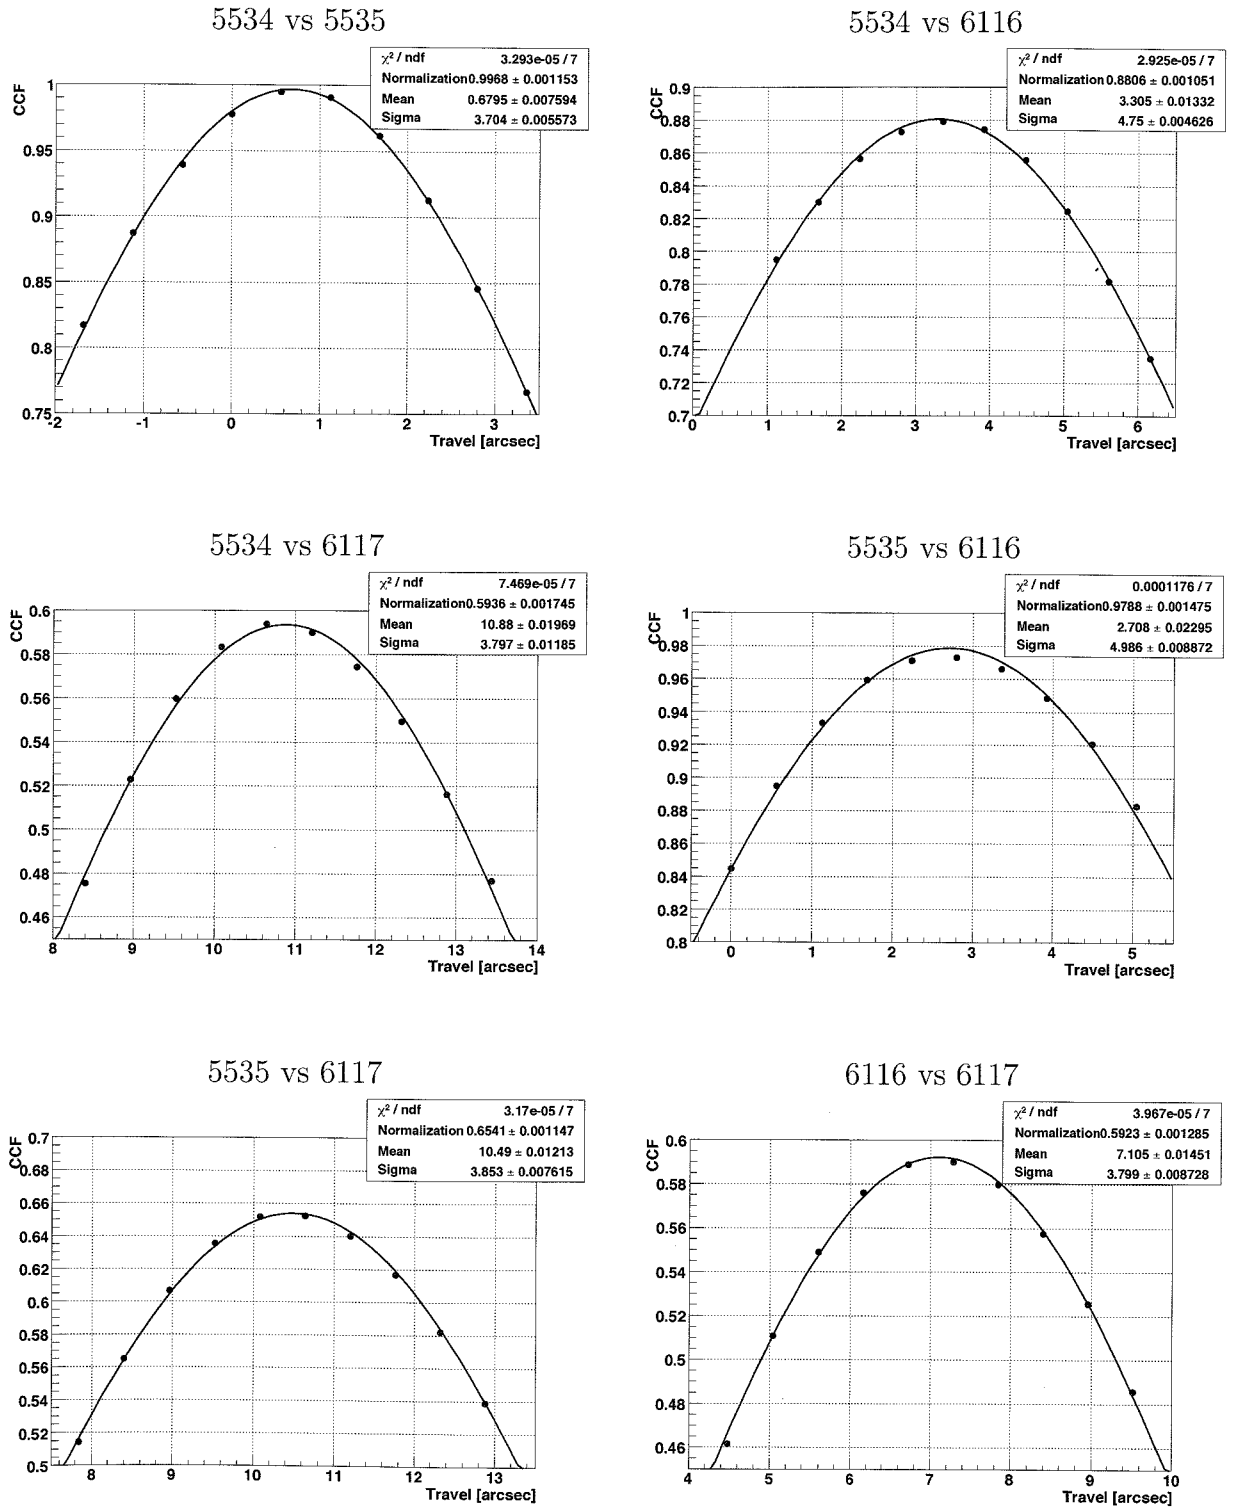 5534 vs 5535
χ² / ndf 3.293e-05 / 7
Normalization 0.9968 ± 0.001153
Mean 0.6795 ± 0.007594
Sigma 3.704 ± 0.005573
CCF
1
0.95
0.9
0.85
0.8
0.75
-2 -1 0 1 2 3
Travel [arcsec]
5534 vs 6116
χ² / ndf 2.925e-05 / 7
Normalization 0.8806 ± 0.001051
Mean 3.305 ± 0.01332
Sigma 4.75 ± 0.004626
CCF
0.9
0.88
0.86
0.84
0.82
0.8
0.78
0.76
0.74
0.72
0.7
0 1 2 3 4 5 6
Travel [arcsec]
5534 vs 6117
χ² / ndf 7.469e-05 / 7
Normalization 0.5936 ± 0.001745
Mean 10.88 ± 0.01969
Sigma 3.797 ± 0.01185
CCF
0.6
0.58
0.56
0.54
0.52
0.5
0.48
0.46
8 9 10 11 12 13 14
Travel [arcsec]
5535 vs 6116
χ² / ndf 0.0001176 / 7
Normalization 0.9788 ± 0.001475
Mean 2.708 ± 0.02295
Sigma 4.986 ± 0.008872
CCF
1
0.98
0.96
0.94
0.92
0.9
0.88
0.86
0.84
0.82
0.8
0 1 2 3 4 5
Travel [arcsec]
5535 vs 6117
χ² / ndf 3.17e-05 / 7
Normalization 0.6541 ± 0.001147
Mean 10.49 ± 0.01213
Sigma 3.853 ± 0.007615
CCF
0.7
0.68
0.66
0.64
0.62
0.6
0.58
0.56
0.54
0.52
0.5
8 9 10 11 12 13
Travel [arcsec]
6116 vs 6117
χ² / ndf 3.967e-05 / 7
Normalization 0.5923 ± 0.001285
Mean 7.105 ± 0.01451
Sigma 3.799 ± 0.008728
CCF
0.6
0.58
0.56
0.54
0.52
0.5
0.48
0.46
4 5 6 7 8 9 10
Travel [arcsec]